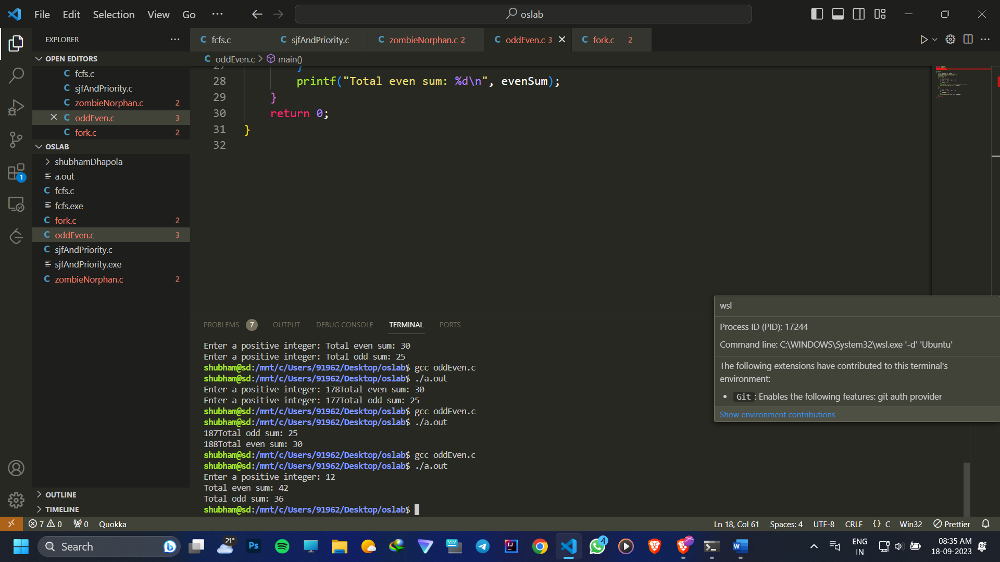 File Edit Selection View Go ··· oslab
EXPLORER ···
OPEN EDITORS
fcfs.c
sjfAndPriority.c
zombieNorphan.c 2
oddEven.c 3
fork.c 2
OSLAB
shubhamDhapola
a.out
fcfs.c
fcfs.exe
fork.c 2
oddEven.c 3
sjfAndPriority.c
sjfAndPriority.exe
zombieNorphan.c 2
OUTLINE
TIMELINE
1
C fcfs.c C sjfAndPriority.c C zombieNorphan.c 2 C oddEven.c 3 C fork.c 2
C oddEven.c > main()
27 }
28 printf("Total even sum: %d\n", evenSum);
29 }
30 return 0;
31 }
32
PROBLEMS 7 OUTPUT DEBUG CONSOLE TERMINAL PORTS
Enter a positive integer: Total even sum: 30
Enter a positive integer: Total odd sum: 25
shubham@sd:/mnt/c/Users/91962/Desktop/oslab$ gcc oddEven.c
shubham@sd:/mnt/c/Users/91962/Desktop/oslab$ ./a.out
Enter a positive integer: 178Total even sum: 30
Enter a positive integer: 177Total odd sum: 25
shubham@sd:/mnt/c/Users/91962/Desktop/oslab$ gcc oddEven.c
shubham@sd:/mnt/c/Users/91962/Desktop/oslab$ ./a.out
187Total odd sum: 25
188Total even sum: 30
shubham@sd:/mnt/c/Users/91962/Desktop/oslab$ gcc oddEven.c
shubham@sd:/mnt/c/Users/91962/Desktop/oslab$ ./a.out
Enter a positive integer: 12
Total even sum: 42
Total odd sum: 36
shubham@sd:/mnt/c/Users/91962/Desktop/oslab$
wsl
Process ID (PID): 17244
Command line: C:\WINDOWS\System32\wsl.exe '-d' 'Ubuntu'
The following extensions have contributed to this terminal's
environment:
• Git: Enables the following features: git auth provider
Show environment contributions
7 0 0 Quokka Ln 18, Col 61 Spaces: 4 UTF-8 CRLF {} C Win32 Prettier
Search 21° Ps IJ 4 W ENG 08:35 AM
IN 18-09-2023